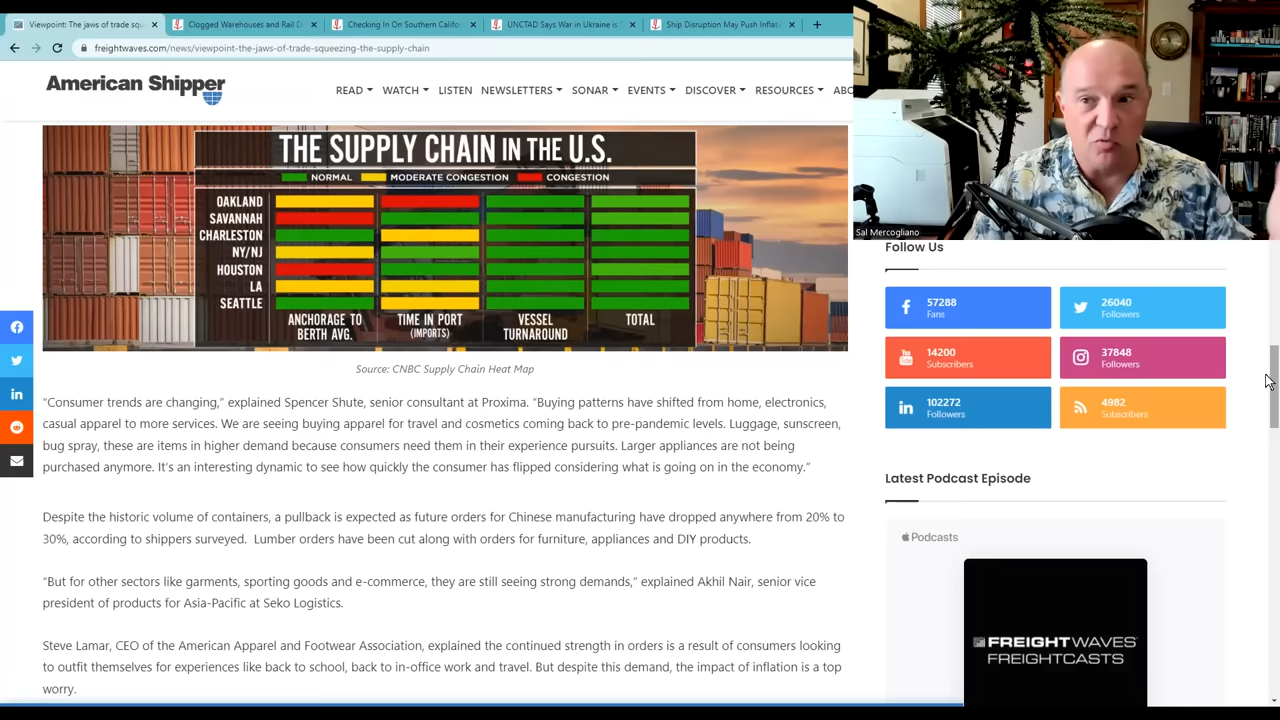 Viewpoint: The jaws of trade squ
Clogged Warehouses and Rail D
Checking In On Southern Califo
UNCTAD Says War in Ukraine is
Ship Disruption May Push Inflat
freightwaves.com/news/viewpoint-the-jaws-of-trade-squeezing-the-supply-chain
American Shipper
READ WATCH LISTEN NEWSLETTERS SONAR EVENTS DISCOVER RESOURCES ABO
THE SUPPLY CHAIN IN THE U.S.
NORMAL MODERATE CONGESTION CONGESTION
OAKLAND
SAVANNAH
CHARLESTON
NY/NJ
HOUSTON
LA
SEATTLE
ANCHORAGE TO BERTH AVG.
TIME IN PORT (IMPORTS)
VESSEL TURNAROUND
TOTAL
Source: CNBC Supply Chain Heat Map
“Consumer trends are changing,” explained Spencer Shute, senior consultant at Proxima. “Buying patterns have shifted from home, electronics,
casual apparel to more services. We are seeing buying apparel for travel and cosmetics coming back to pre-pandemic levels. Luggage, sunscreen,
bug spray, these are items in higher demand because consumers need them in their experience pursuits. Larger appliances are not being
purchased anymore. It’s an interesting dynamic to see how quickly the consumer has flipped considering what is going on in the economy.”
Despite the historic volume of containers, a pullback is expected as future orders for Chinese manufacturing have dropped anywhere from 20% to
30%, according to shippers surveyed. Lumber orders have been cut along with orders for furniture, appliances and DIY products.
“But for other sectors like garments, sporting goods and e-commerce, they are still seeing strong demands,” explained Akhil Nair, senior vice
president of products for Asia-Pacific at Seko Logistics.
Steve Lamar, CEO of the American Apparel and Footwear Association, explained the continued strength in orders is a result of consumers looking
to outfit themselves for experiences like back to school, back to in-office work and travel. But despite this demand, the impact of inflation is a top
worry.
Sal Mercogliano
Follow Us
57288
Fans
26040
Followers
14200
Subscribers
37848
Followers
102272
Followers
4982
Subscribers
Latest Podcast Episode
Podcasts
FREIGHTWAVES
FREIGHTCASTS